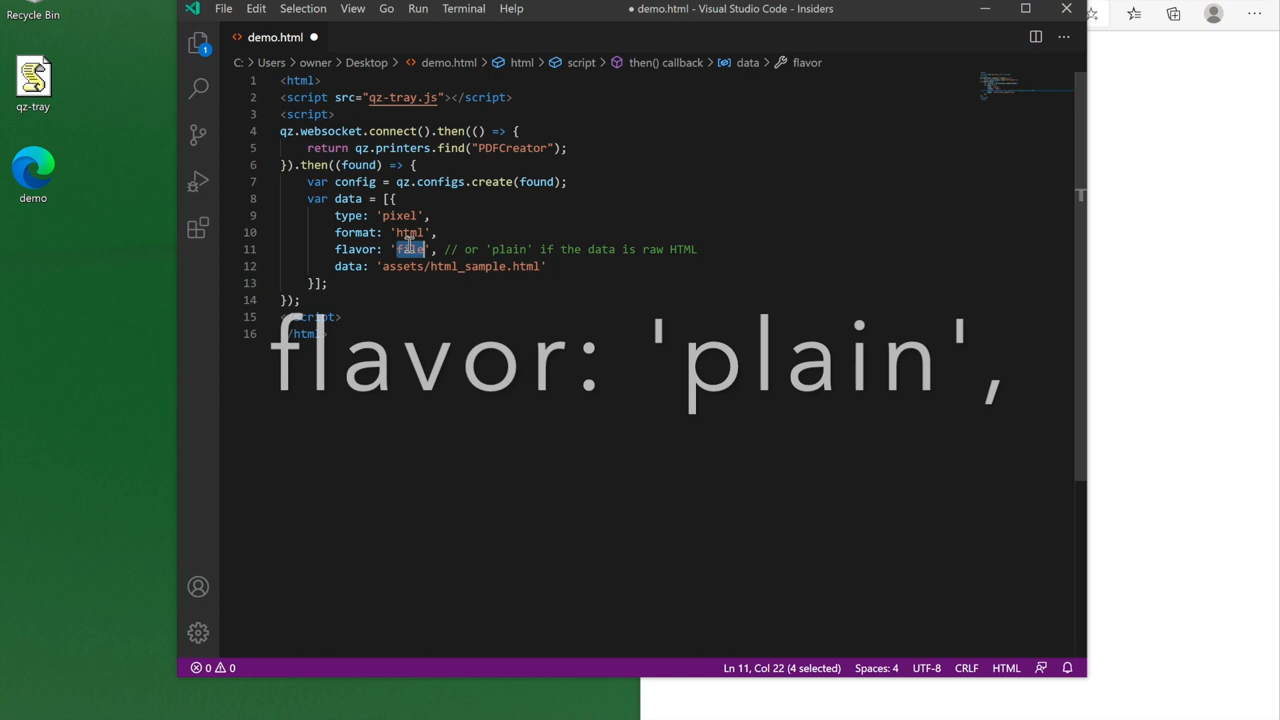 Recycle Bin
qz-tray
demo
File Edit Selection View Go Run Terminal Help
● demo.html - Visual Studio Code - Insiders
1
<> demo.html ●
C: > Users > owner > Desktop > <> demo.html > html > script > then() callback > data > flavor
1 <html>
2 <script src="qz-tray.js"></script>
3 <script>
4 qz.websocket.connect().then(() => {
5 return qz.printers.find("PDFCreator");
6 }).then((found) => {
7 var config = qz.configs.create(found);
8 var data = [{
9 type: 'pixel',
10 format: 'html',
11 flavor: 'file', // or 'plain' if the data is raw HTML
12 data: 'assets/html_sample.html'
13 }];
14 });
15 </script>
16 </html>
flavor: 'plain',
0 0
Ln 11, Col 22 (4 selected) Spaces: 4 UTF-8 CRLF HTML